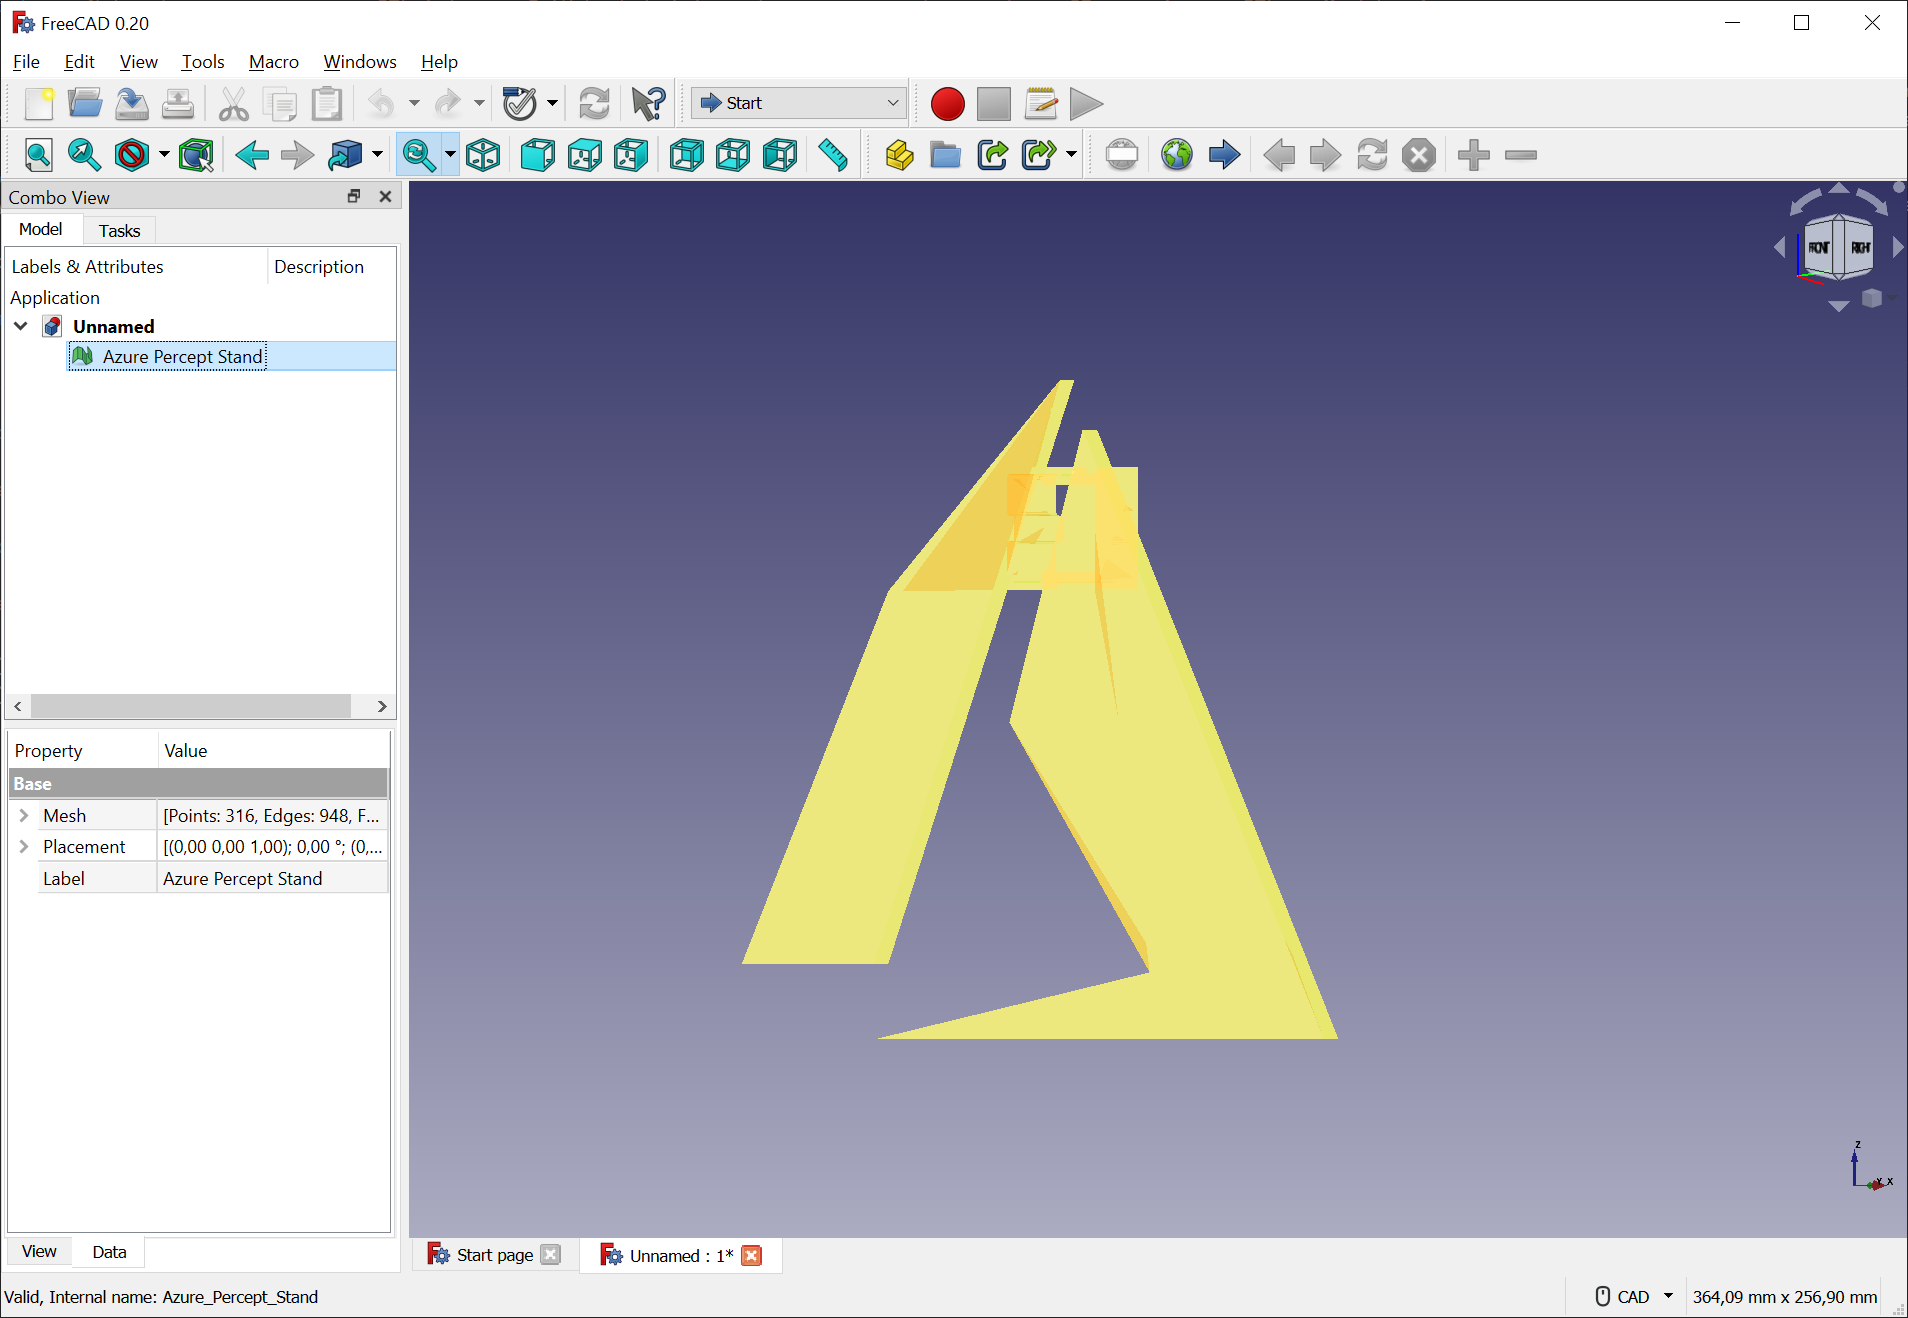 FreeCAD 0.20
File Edit View Tools Macro Windows Help
Start
Combo View
Model Tasks
Labels & Attributes Description
Application
Unnamed
Azure Percept Stand
Property Value
Base
Mesh [Points: 316, Edges: 948, F...
Placement [(0,00 0,00 1,00); 0,00 °; (0,...
Label Azure Percept Stand
View Data
FRONT RIGHT
Z
Y X
Start page Unnamed : 1*
Valid, Internal name: Azure_Percept_Stand
CAD 364,09 mm x 256,90 mm